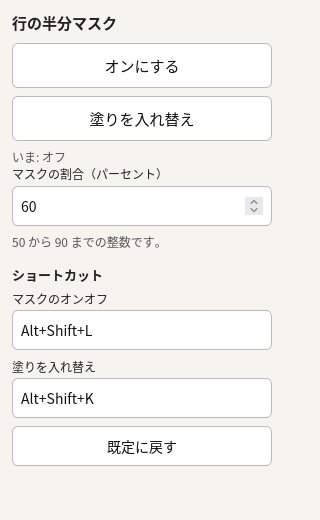 行の半分マスク
オンにする
塗りを入れ替え
いま: オフ
マスクの割合（パーセント）
60
50 から 90 までの整数です。
ショートカット
マスクのオンオフ
Alt+Shift+L
塗りを入れ替え
Alt+Shift+K
既定に戻す